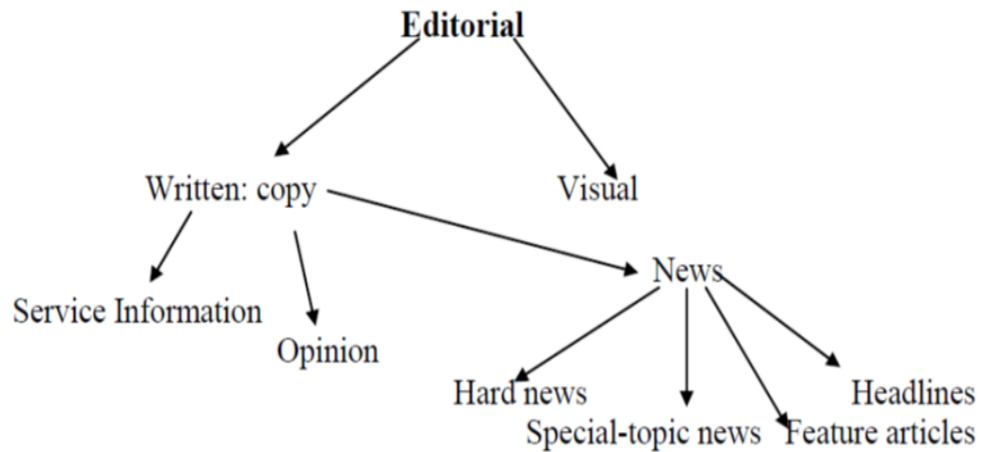 Editorial
Written: copy
Visual
News
Service Information
Opinion
Hard news
Headlines
Special-topic news
Feature articles